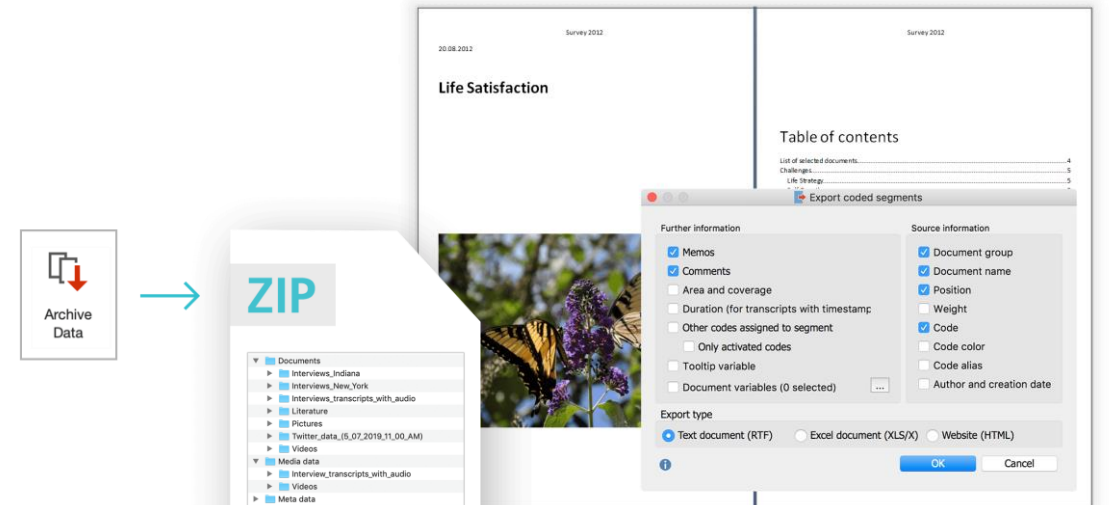 Survey 2012
20.08.2012
Life Satisfaction
Survey 2012
Table of contents
List of selected documents....4
Challenges....5
Life Strategy....5
Archive
Data
ZIP
Documents
Interviews_Indiana
Interviews_New_York
Interviews_transcripts_with_audio
Literature
Pictures
Twitter_data_(5_07_2019_11_00_AM)
Videos
Media data
Interview_transcripts_with_audio
Videos
Meta data
Export coded segments
Further information
Memos
Comments
Area and coverage
Duration (for transcripts with timestamp
Other codes assigned to segment
Only activated codes
Tooltip variable
Document variables (0 selected)
...
Source information
Document group
Document name
Position
Weight
Code
Code color
Code alias
Author and creation date
Export type
Text document (RTF)
Excel document (XLS/X)
Website (HTML)
OK
Cancel